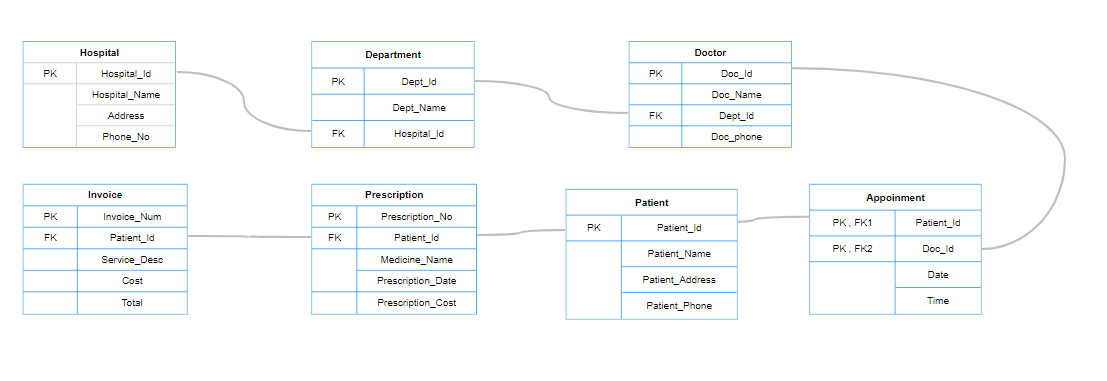 Hospital
PK Hospital_Id
Hospital_Name
Address
Phone_No
Department
PK Dept_Id
Dept_Name
FK Hospital_Id
Doctor
PK Doc_Id
Doc_Name
FK Dept_Id
Doc_phone
Invoice
PK Invoice_Num
FK Patient_Id
Service_Desc
Cost
Total
Prescription
PK Prescription_No
FK Patient_Id
Medicine_Name
Prescription_Date
Prescription_Cost
Patient
PK Patient_Id
Patient_Name
Patient_Address
Patient_Phone
Appoinment
PK , FK1 Patient_Id
PK , FK2 Doc_Id
Date
Time